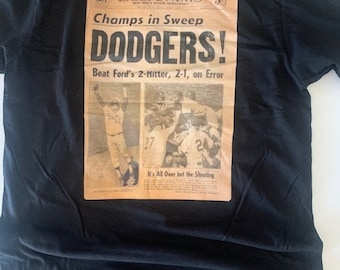 Champs in Sweep
DODGERS!
Beat Ford's 2-Hitter, 2-1, on Error
It's All Over but the Shouting